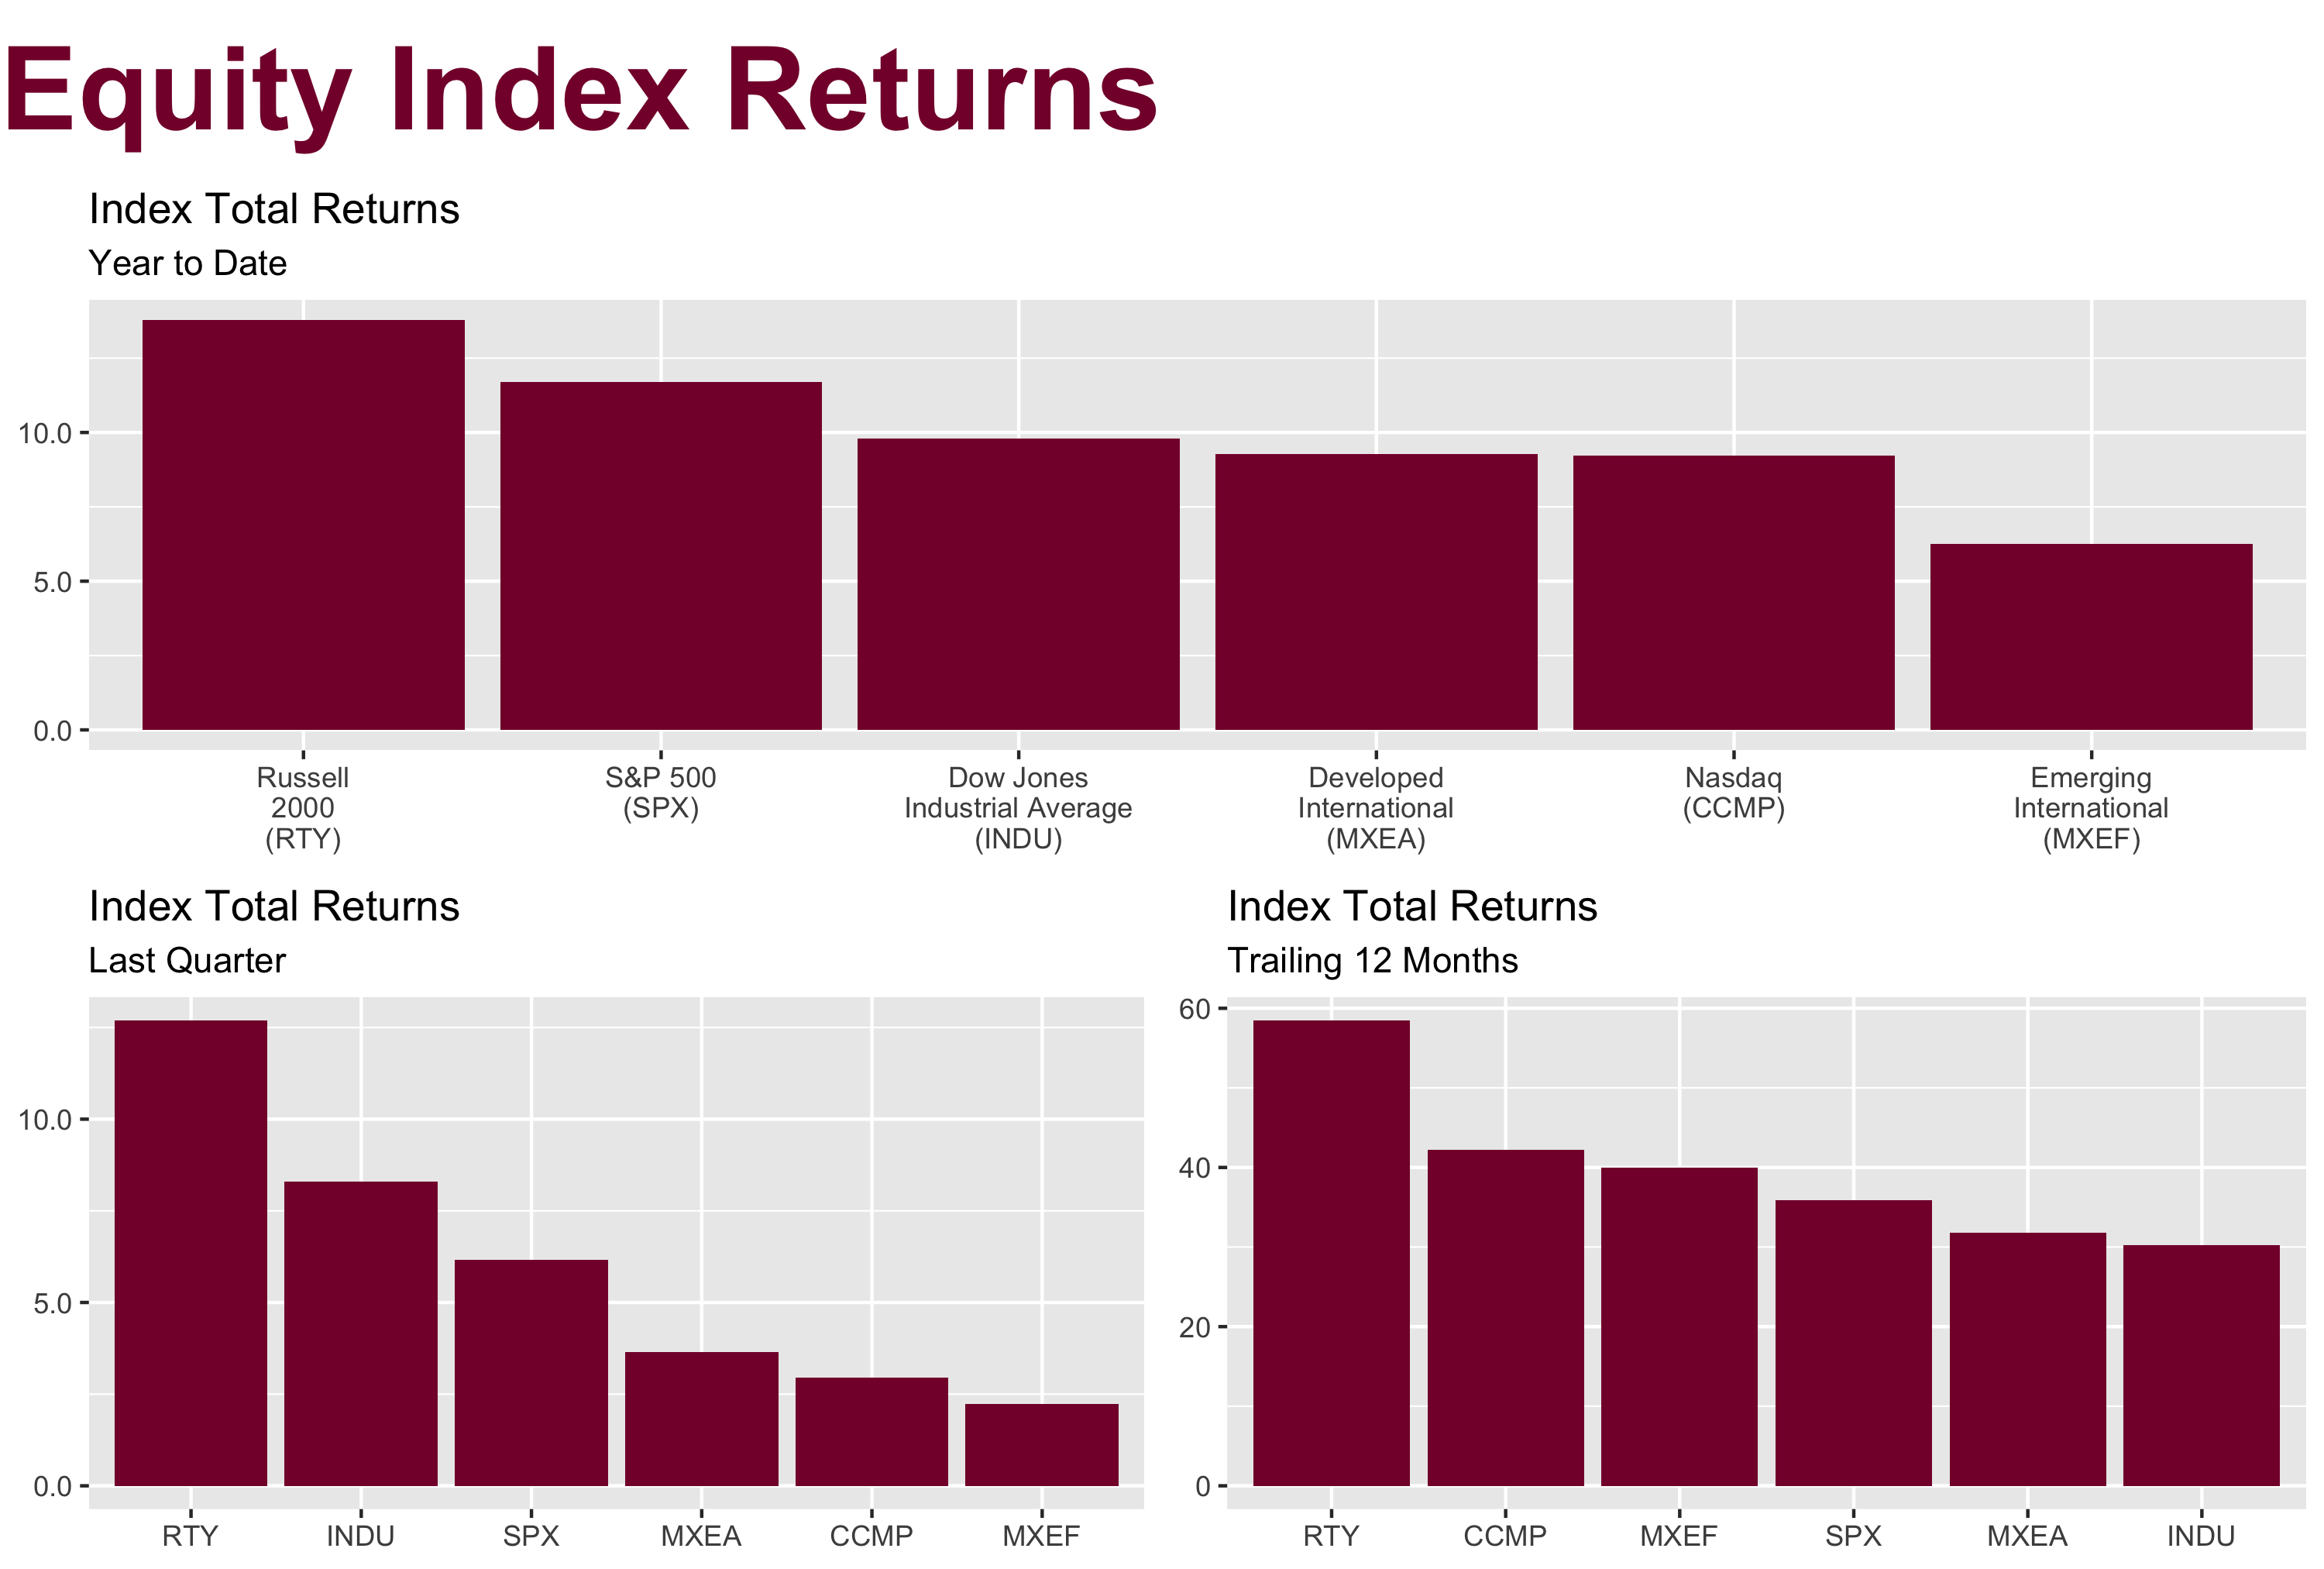 Equity Index Returns
Index Total Returns
Year to Date
10.0
5.0
0.0
Russell
2000
(RTY)
S&P 500
(SPX)
Dow Jones
Industrial Average
(INDU)
Developed
International
(MXEA)
Nasdaq
(CCMP)
Emerging
International
(MXEF)
Index Total Returns
Last Quarter
10.0
5.0
0.0
RTY INDU SPX MXEA CCMP MXEF
Index Total Returns
Trailing 12 Months
60
40
20
0
RTY CCMP MXEF SPX MXEA INDU